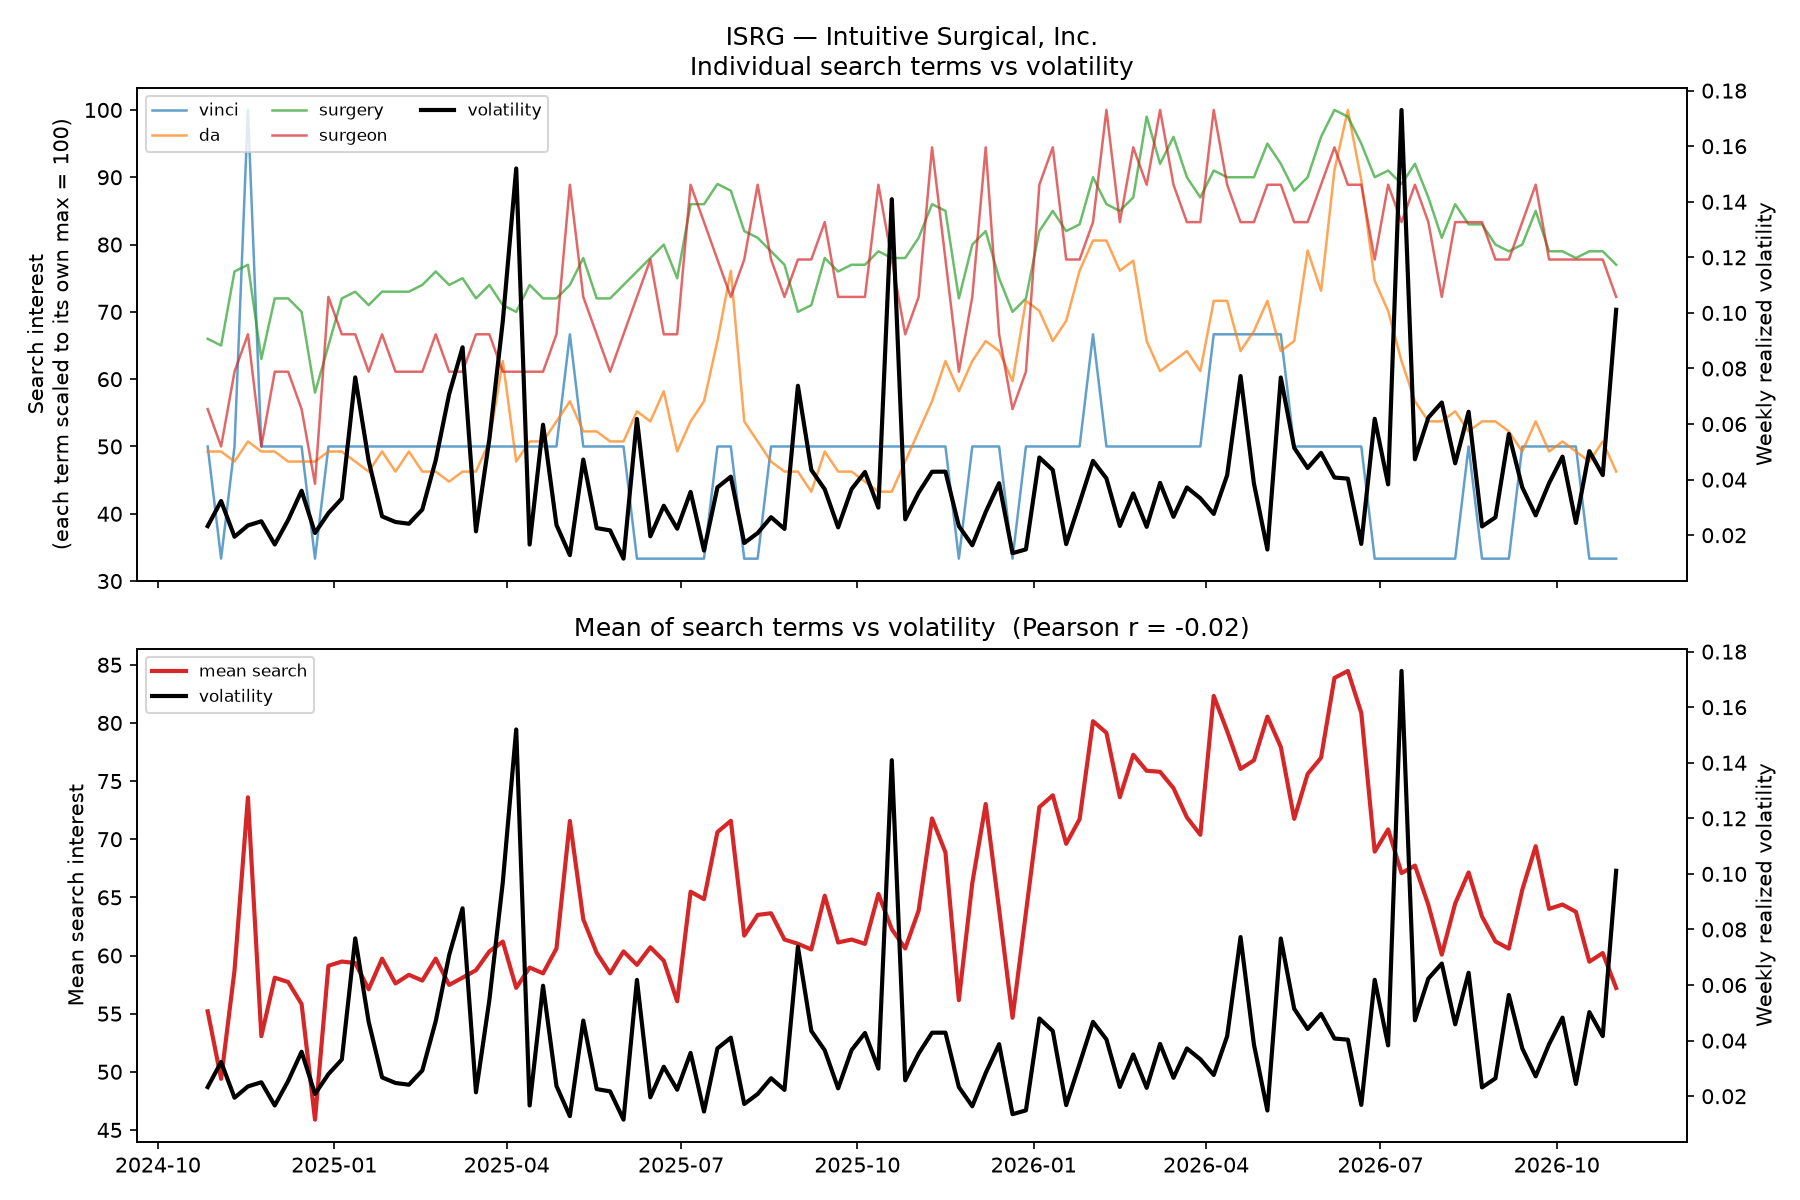 ISRG — Intuitive Surgical, Inc.
Individual search terms vs volatility
vinci
da
surgery
surgeon
volatility
Search interest
(each term scaled to its own max = 100)
100
90
80
70
60
50
40
30
Weekly realized volatility
0.18
0.16
0.14
0.12
0.10
0.08
0.06
0.04
0.02
Mean of search terms vs volatility (Pearson r = -0.02)
mean search
volatility
Mean search interest
85
80
75
70
65
60
55
50
45
Weekly realized volatility
0.18
0.16
0.14
0.12
0.10
0.08
0.06
0.04
0.02
2024-10
2025-01
2025-04
2025-07
2025-10
2026-01
2026-04
2026-07
2026-10